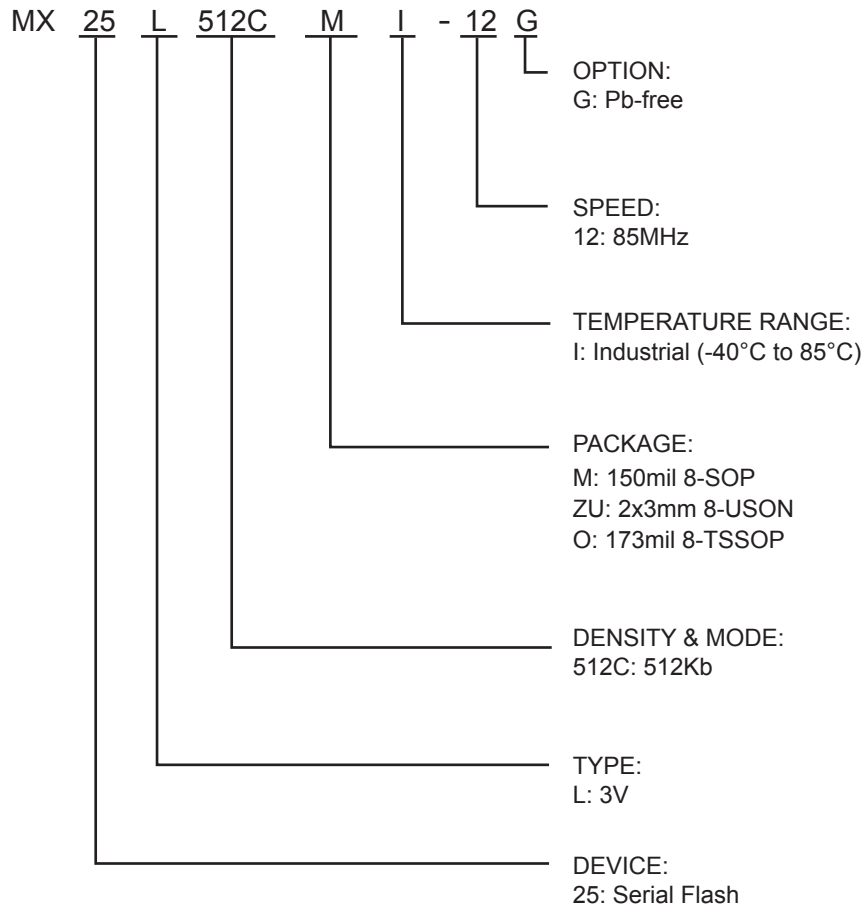 MX 25 L 512C M I - 12 G
OPTION:
G: Pb-free
SPEED:
12: 85MHz
TEMPERATURE RANGE:
I: Industrial (-40°C to 85°C)
PACKAGE:
M: 150mil 8-SOP
ZU: 2x3mm 8-USON
O: 173mil 8-TSSOP
DENSITY & MODE:
512C: 512Kb
TYPE:
L: 3V
DEVICE:
25: Serial Flash